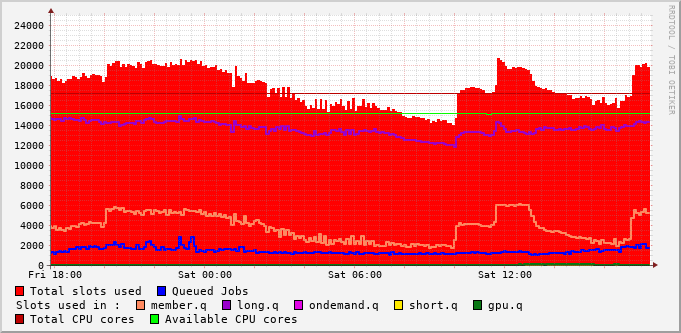 24000
22000
20000
18000
16000
14000
12000
10000
8000
6000
4000
2000
0
Fri 18:00 Sat 00:00 Sat 06:00 Sat 12:00
Total slots used Queued Jobs
Slots used in : member.q long.q ondemand.q short.q gpu.q
Total CPU cores Available CPU cores
RRDTOOL / TOBI OETIKER